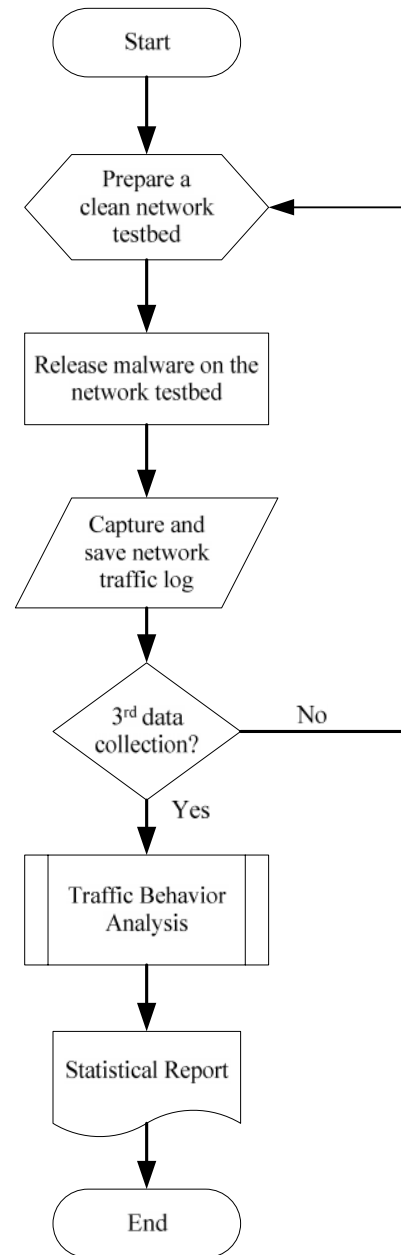 Start
Prepare a
clean network
testbed
Release malware on the
network testbed
Capture and
save network
traffic log
3rd data
collection?
No
Yes
Traffic Behavior
Analysis
Statistical Report
End